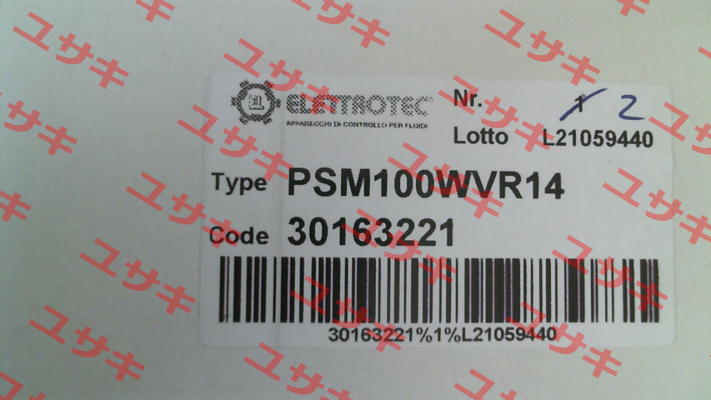 ELETTROTEC
APPARECCHI DI CONTROLLO PER FLUIDI
Nr. 1 2
Lotto L21059440
Type PSM100WVR14
Code 30163221
30163221%1%L21059440
ユサキ